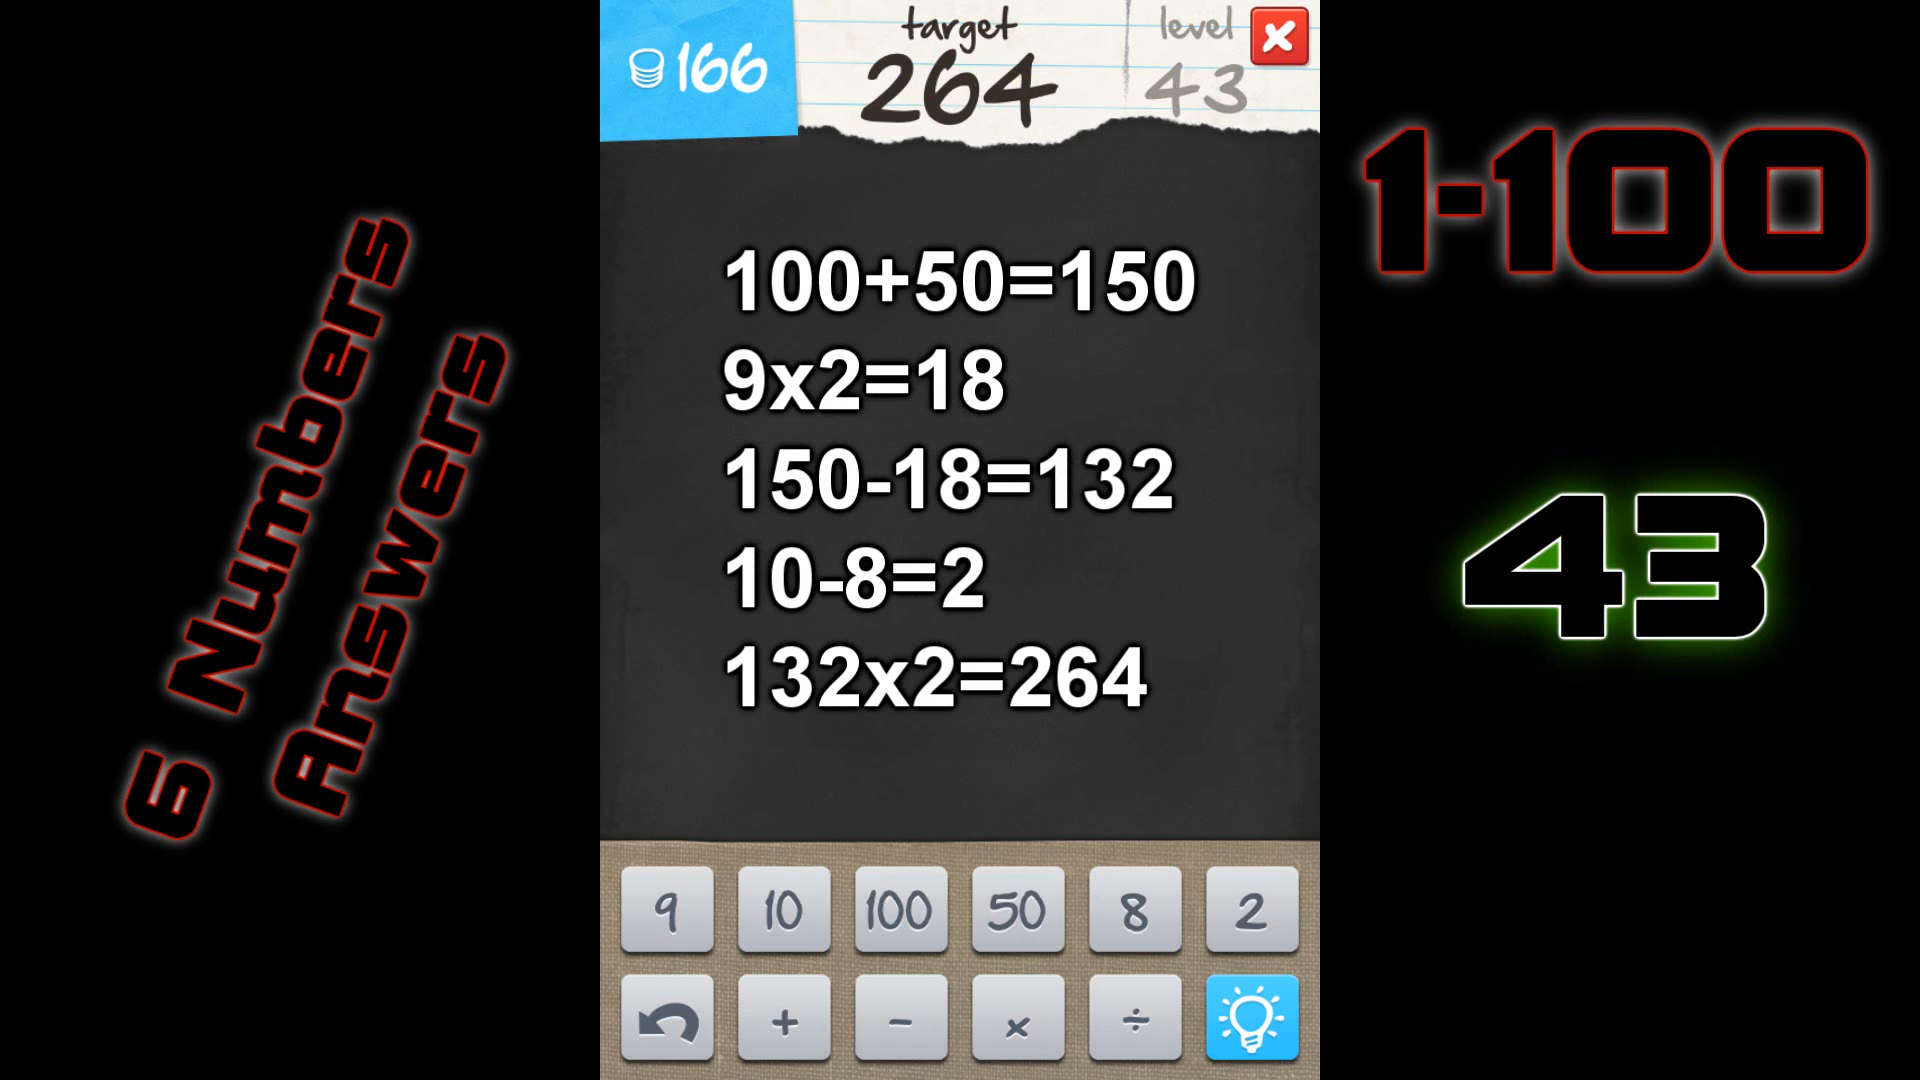 6 Numbers
Answers
166
target
264
level
43
100+50=150
9x2=18
150-18=132
10-8=2
132x2=264
9 10 100 50 8 2
+ - x ÷
1-100
43